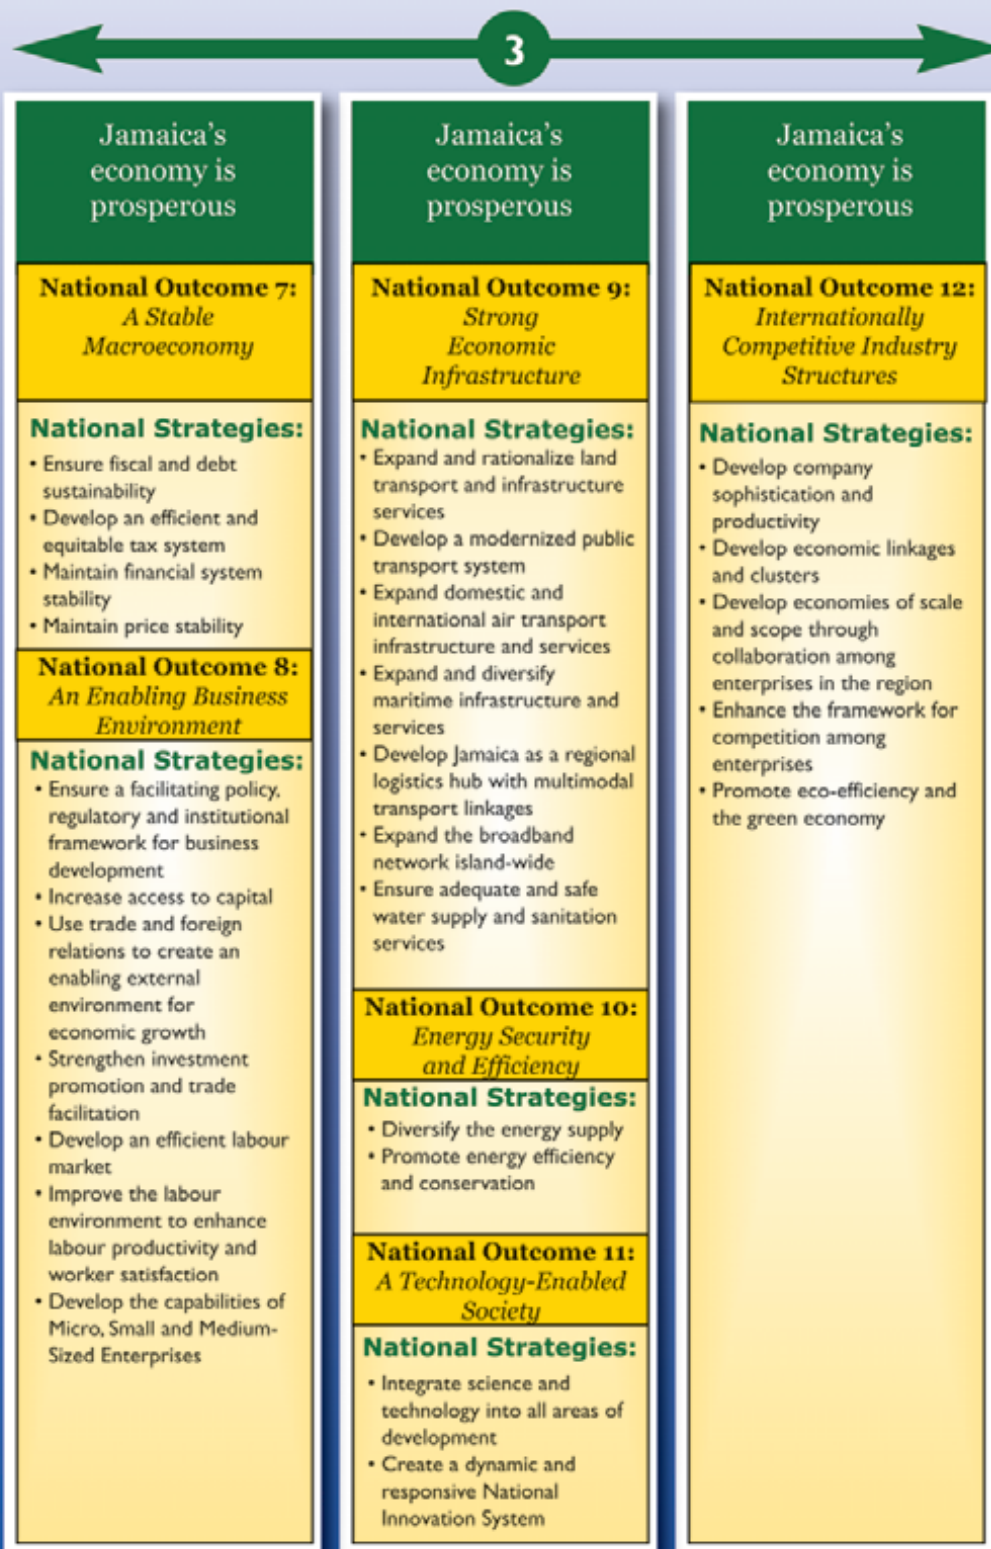 3
Jamaica's
economy is
prosperous
National Outcome 7:
A Stable
Macroeconomy
National Strategies:
• Ensure fiscal and debt
sustainability
• Develop an efficient and
equitable tax system
• Maintain financial system
stability
• Maintain price stability
National Outcome 8:
An Enabling Business
Environment
National Strategies:
• Ensure a facilitating policy,
regulatory and institutional
framework for business
development
• Increase access to capital
• Use trade and foreign
relations to create an
enabling external
environment for
economic growth
• Strengthen investment
promotion and trade
facilitation
• Develop an efficient labour
market
• Improve the labour
environment to enhance
labour productivity and
worker satisfaction
• Develop the capabilities of
Micro, Small and Medium-
Sized Enterprises
Jamaica's
economy is
prosperous
National Outcome 9:
Strong
Economic
Infrastructure
National Strategies:
• Expand and rationalize land
transport and infrastructure
services
• Develop a modernized public
transport system
• Expand domestic and
international air transport
infrastructure and services
• Expand and diversify
maritime infrastructure and
services
• Develop Jamaica as a regional
logistics hub with multimodal
transport linkages
• Expand the broadband
network island-wide
• Ensure adequate and safe
water supply and sanitation
services
National Outcome 10:
Energy Security
and Efficiency
National Strategies:
• Diversify the energy supply
• Promote energy efficiency
and conservation
National Outcome 11:
A Technology-Enabled
Society
National Strategies:
• Integrate science and
technology into all areas of
development
• Create a dynamic and
responsive National
Innovation System
Jamaica's
economy is
prosperous
National Outcome 12:
Internationally
Competitive Industry
Structures
National Strategies:
• Develop company
sophistication and
productivity
• Develop economic linkages
and clusters
• Develop economies of scale
and scope through
collaboration among
enterprises in the region
• Enhance the framework for
competition among
enterprises
• Promote eco-efficiency and
the green economy